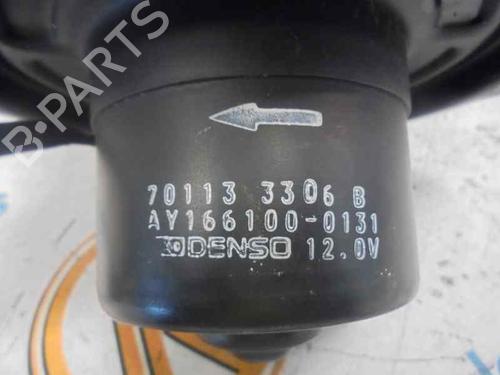 B-PARTS
70113 3306 B
AY166100-0131
DENSO 12.0V